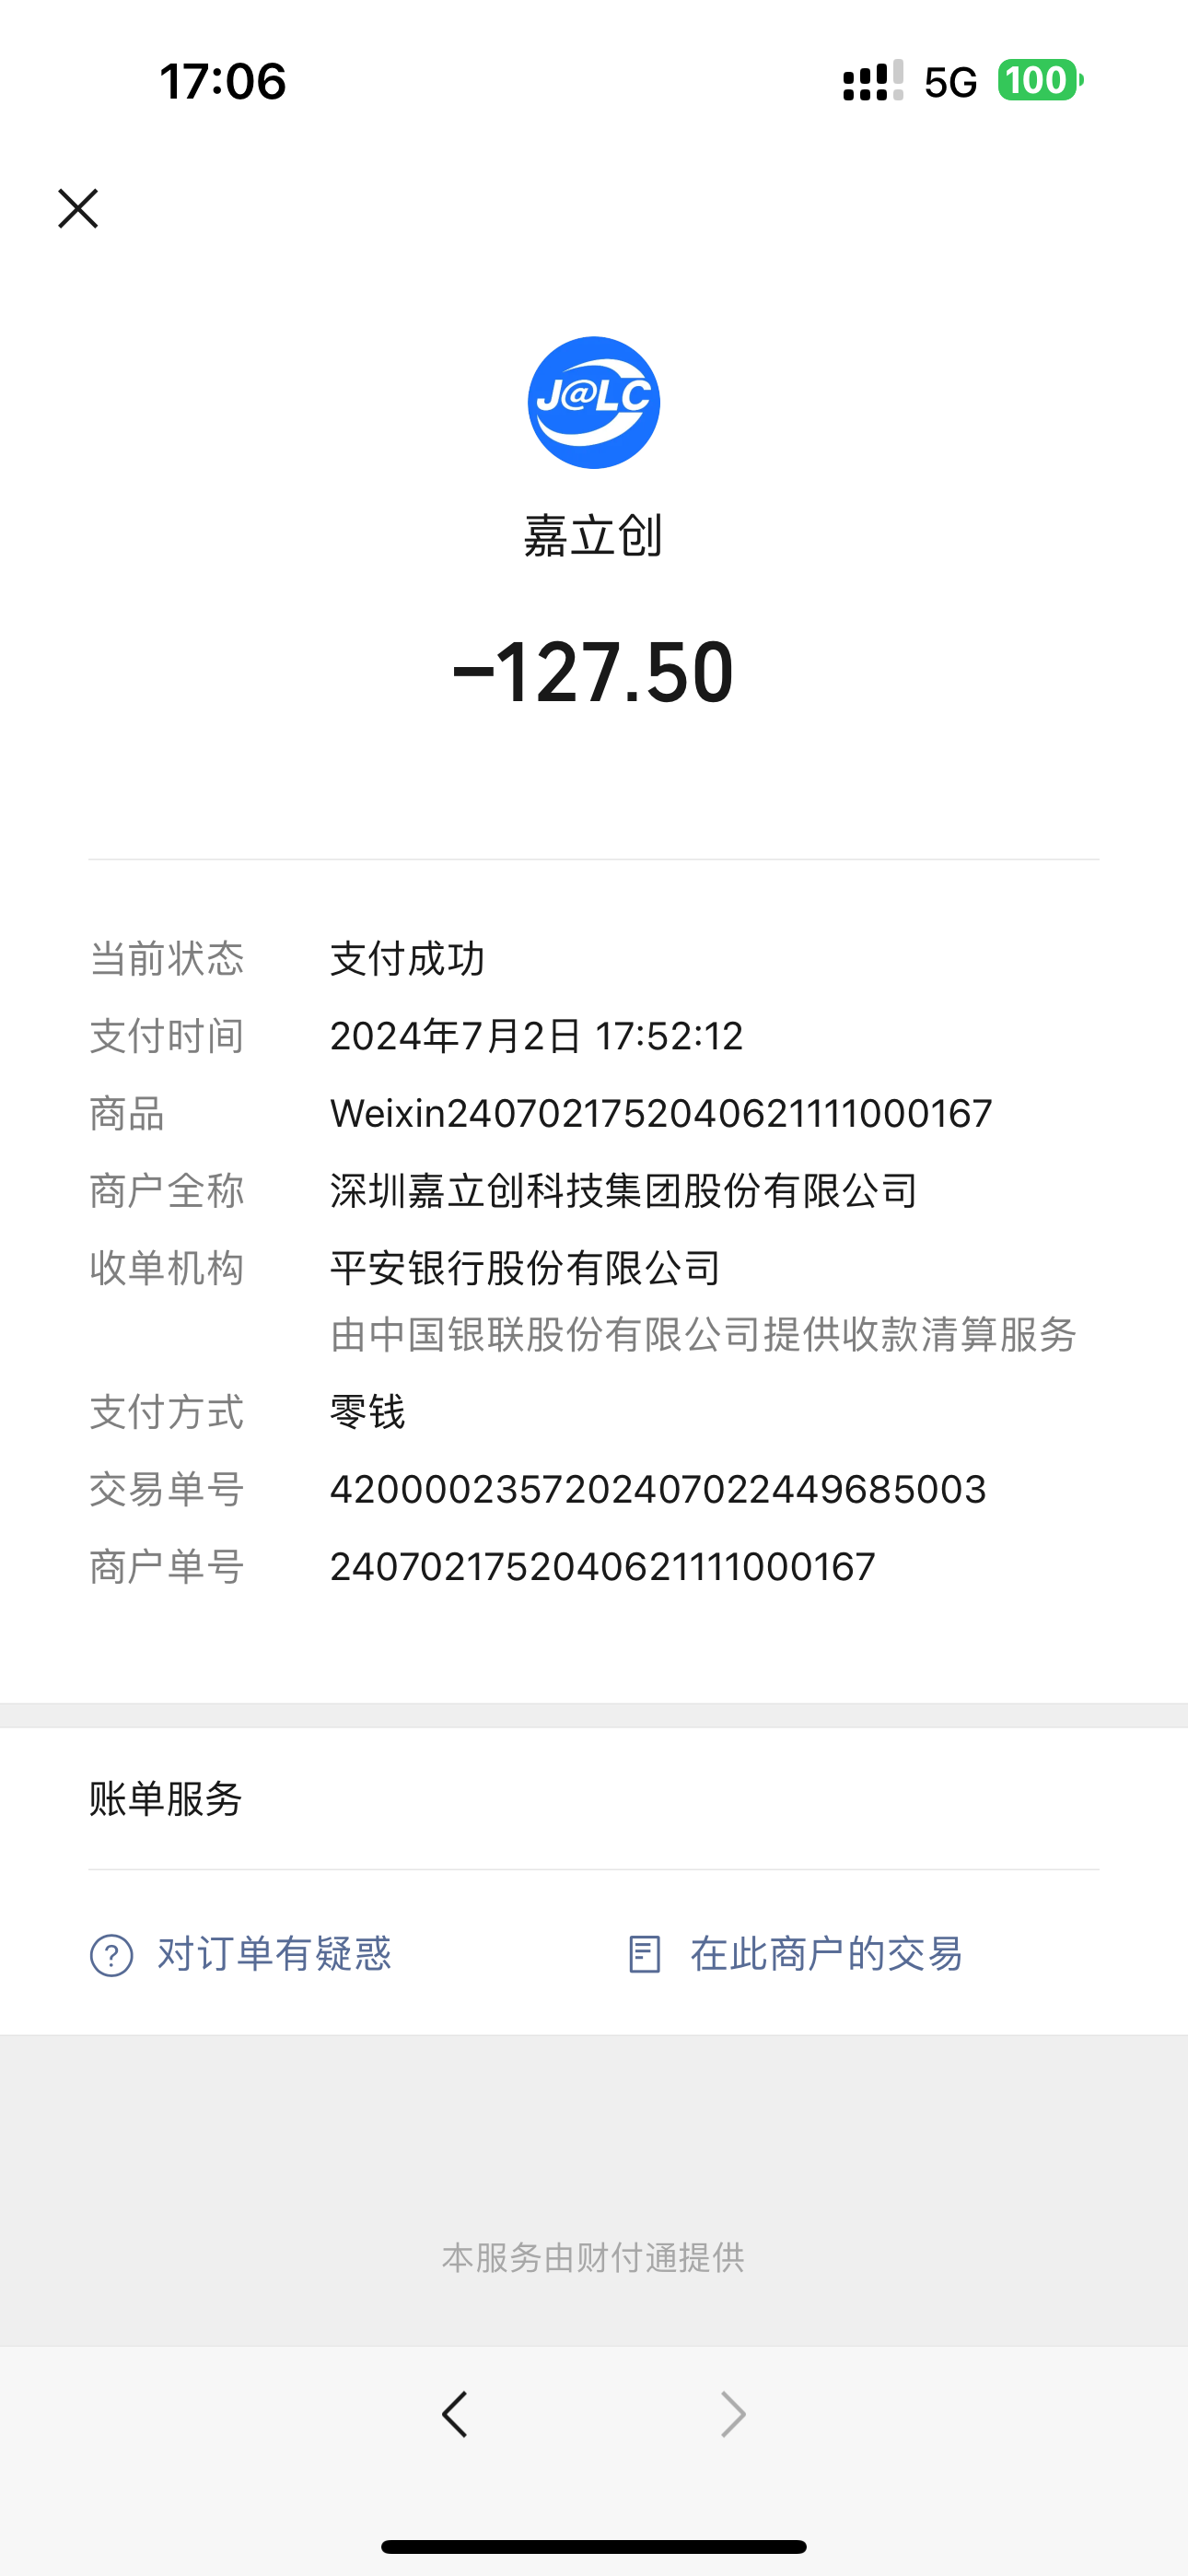 17:06 5G 100
J@LC
嘉立创
-127.50
当前状态 支付成功
支付时间 2024年7月2日 17:52:12
商品 Weixin2407021752040621111000167
商户全称 深圳嘉立创科技集团股份有限公司
收单机构 平安银行股份有限公司
由中国银联股份有限公司提供收款清算服务
支付方式 零钱
交易单号 4200002357202407022449685003
商户单号 2407021752040621111000167
账单服务
对订单有疑惑 在此商户的交易
本服务由财付通提供